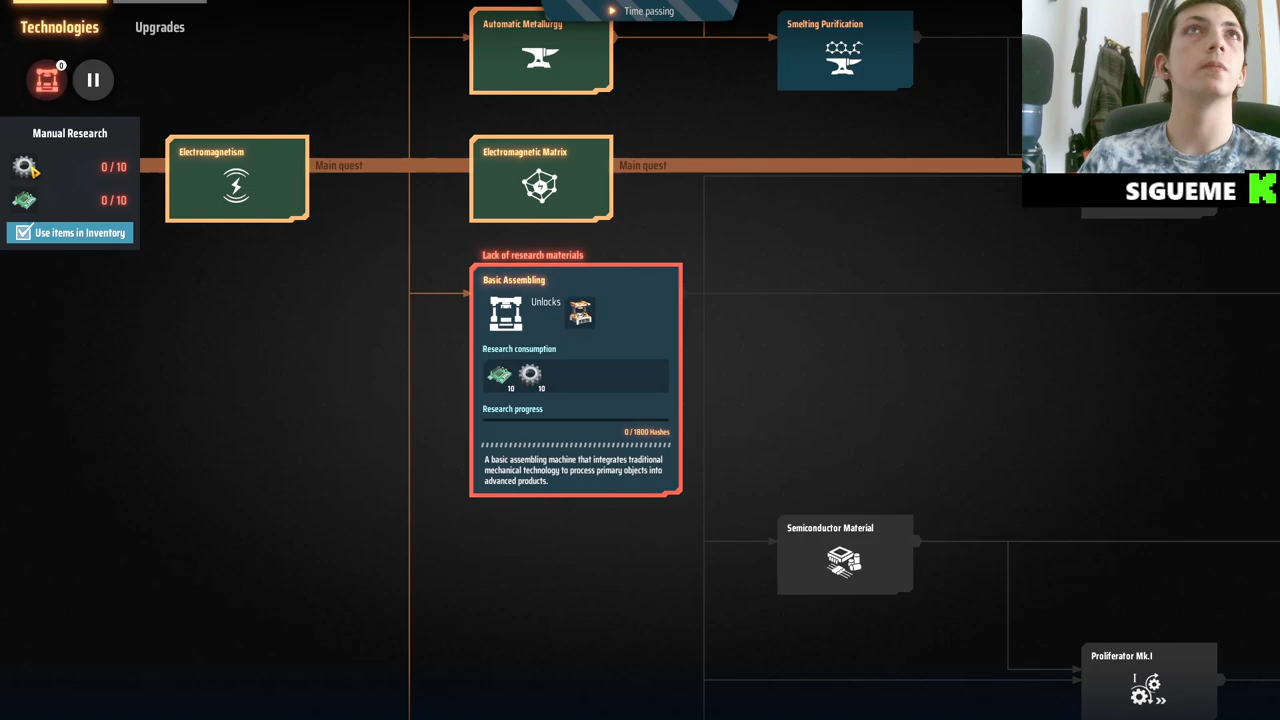 Technologies
Upgrades
Time passing
0
Manual Research
0 / 10
0 / 10
Use items in Inventory
Automatic Metallurgy
Smelting Purification
Electromagnetism
Main quest
Electromagnetic Matrix
Main quest
SIGUEME
Lack of research materials
Basic Assembling
Unlocks
Research consumption
10
10
Research progress
0 / 1800 Hashes
A basic assembling machine that integrates traditional
mechanical technology to process primary objects into
advanced products.
Semiconductor Material
Proliferator Mk.I
I